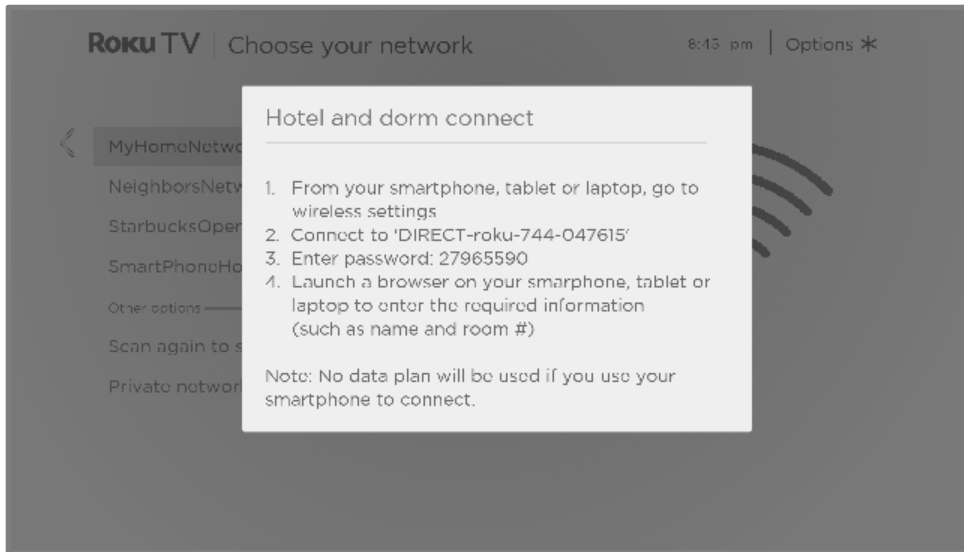 Roku TV | Choose your network
8:45 pm | Options *
Hotel and dorm connect
MyHomeNetwo
NeighborsNetw
StarbucksOper
SmartPhoneHo
Other options
Scan again to s
Private networ
1. From your smartphone, tablet or laptop, go to
wireless settings
2. Connect to 'DIRECT-roku-744-047615'
3. Enter password: 27965590
4. Launch a browser on your smarphone, tablet or
laptop to enter the required information
(such as name and room #)
Note: No data plan will be used if you use your
smartphone to connect.